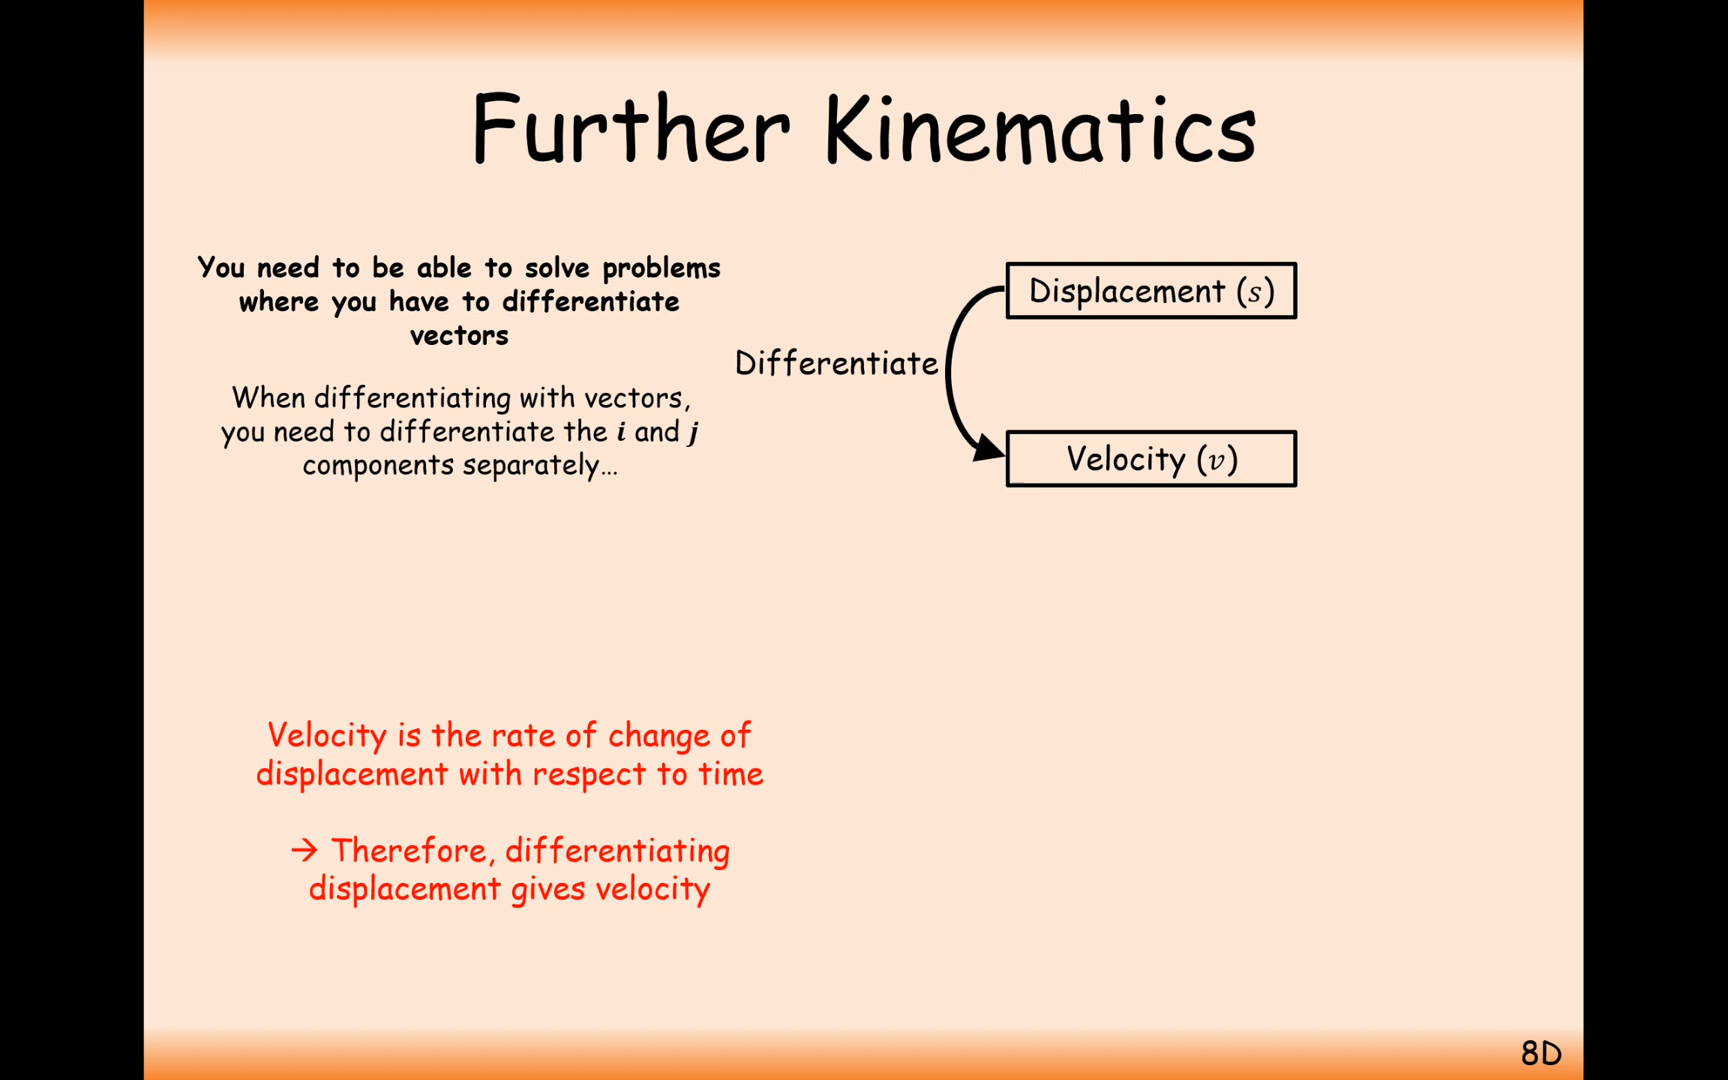 Further Kinematics
You need to be able to solve problems
where you have to differentiate
vectors
When differentiating with vectors,
you need to differentiate the i and j
components separately…
Displacement (s)
Differentiate
Velocity (v)
Velocity is the rate of change of
displacement with respect to time
→ Therefore, differentiating
displacement gives velocity
8D